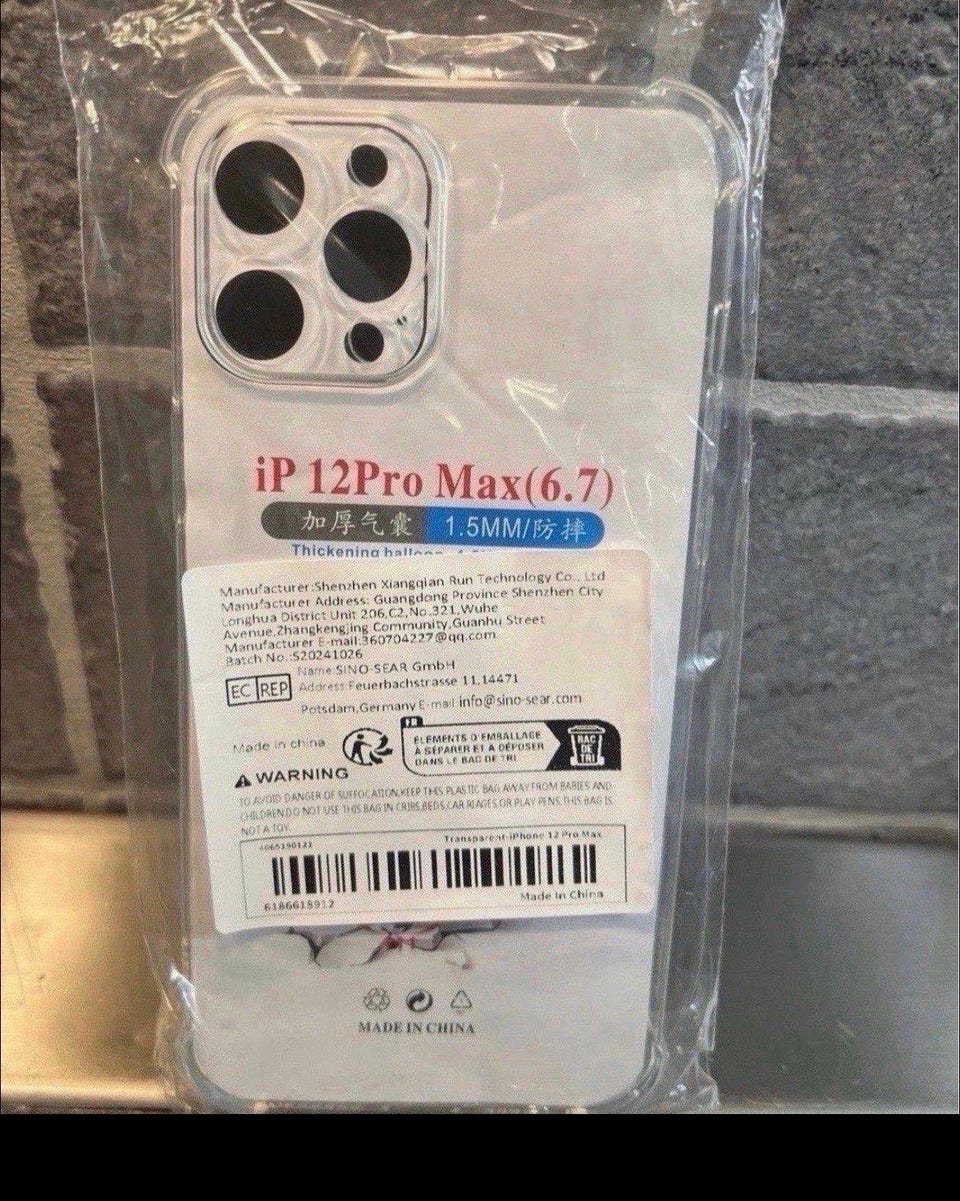 iP 12Pro Max(6.7)
加厚气囊 1.5MM/防摔
Thickening balloon
Manufacturer:Shenzhen Xiangqian Run Technology Co., Ltd
Manufacturer Address: Guangdong Province Shenzhen City
Longhua District Unit 206,C2,No.321,Wuhe
Avenue,Zhangkengjing Community,Guanhu Street
Manufacturer E-mail:360704227@qq.com
Batch No.:S20241026
EC REP
Name:SINO-SEAR GmbH
Address:Feuerbachstrasse 11,14471
Potsdam,Germany E-mail:info@sino-sear.com
Made in china
FR
ÉLÉMENTS D'EMBALLAGE
À SÉPARER ET À DÉPOSER
DANS LE BAC DE TRI
BAC
DE
TRI
WARNING
TO AVOID DANGER OF SUFFOCATION,KEEP THIS PLASTIC BAG AWAY FROM BABIES AND
CHILDREN DO NOT USE THIS BAG IN CRIBS,BEDS,CAR RIAGES OR PLAY PENS.THIS BAG IS
NOT A TOY.
4065190121
Transparent-iPhone 12 Pro Max
6186618912
Made In China
MADE IN CHINA